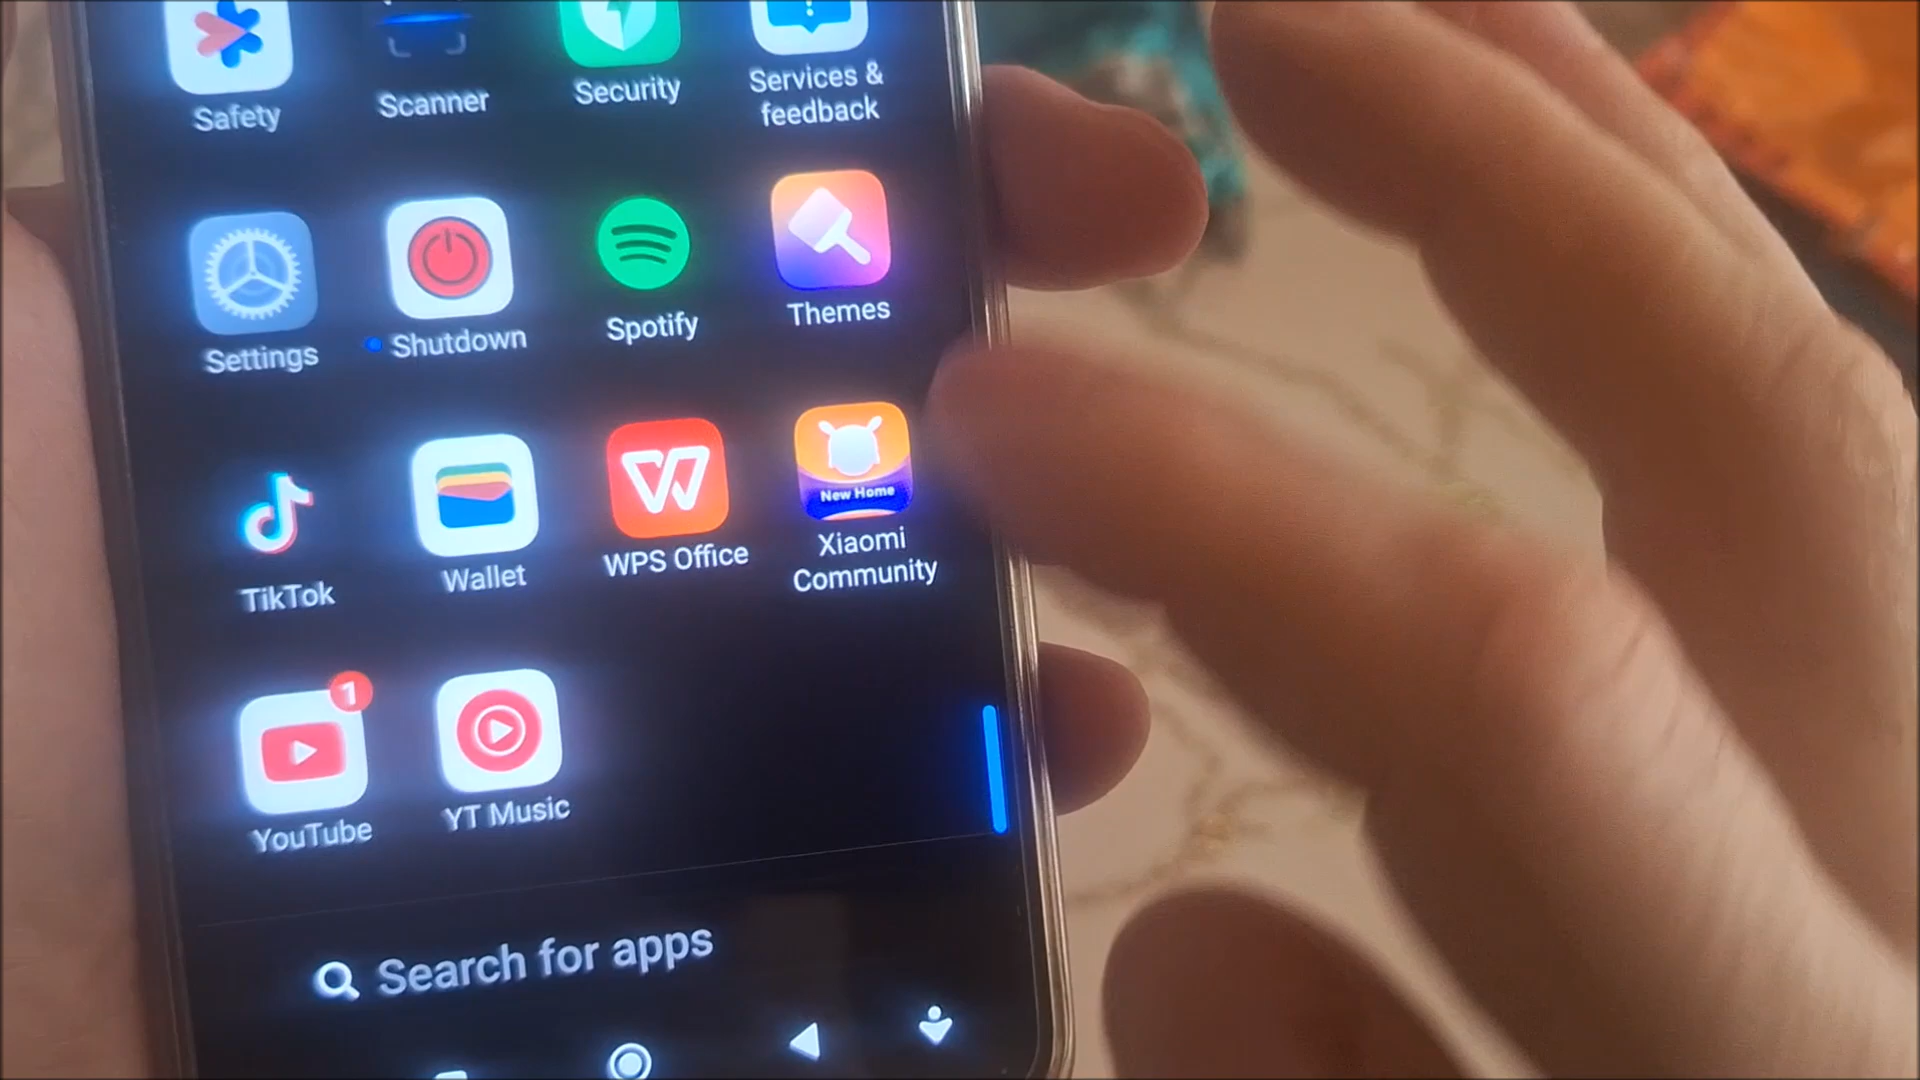 Safety
Scanner
Security
Services &
feedback
Settings
Shutdown
Spotify
Themes
TikTok
Wallet
WPS Office
New Home
Xiaomi
Community
1
YouTube
YT Music
Search for apps